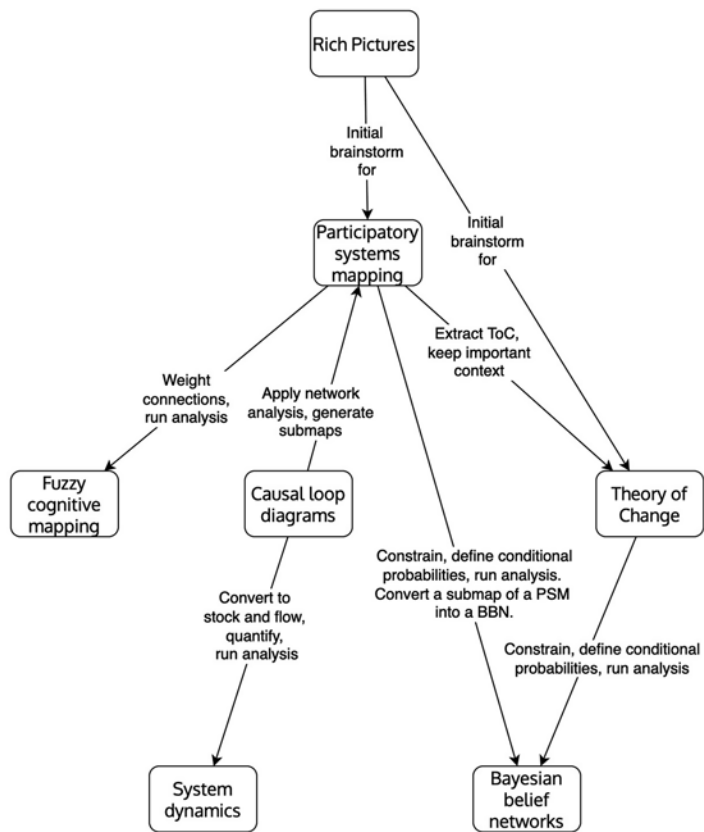 Rich Pictures
Initial
brainstorm
for
Initial
brainstorm
for
Participatory
systems
mapping
Extract ToC,
keep important
context
Weight
connections,
run analysis
Apply network
analysis, generate
submaps
Fuzzy
cognitive
mapping
Causal loop
diagrams
Theory of
Change
Constrain, define conditional
probabilities, run analysis.
Convert a submap of a PSM
into a BBN.
Convert to
stock and flow,
quantify,
run analysis
Constrain, define conditional
probabilities, run analysis
System
dynamics
Bayesian
belief
networks